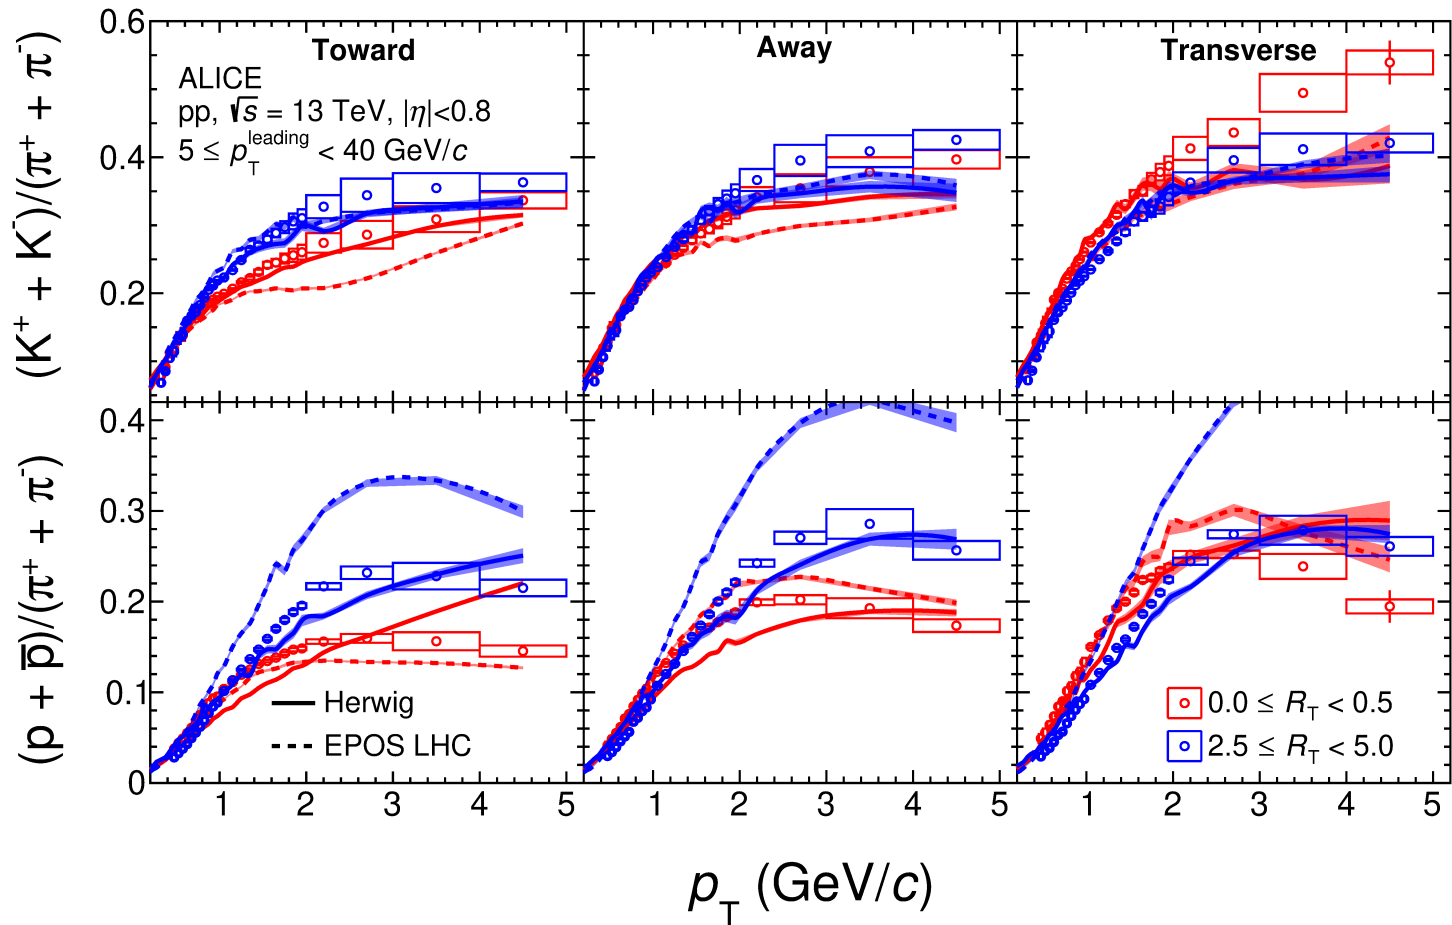 Toward
Away
Transverse
ALICE
pp, √s = 13 TeV, |η|<0.8
5 ≤ p_T^leading < 40 GeV/c
(K⁺ + K⁻)/(π⁺ + π⁻)
0.6
0.4
0.2
(p + p̅)/(π⁺ + π⁻)
0.4
0.3
0.2
0.1
0
Herwig
EPOS LHC
0.0 ≤ R_T < 0.5
2.5 ≤ R_T < 5.0
1 2 3 4 5 1 2 3 4 5 1 2 3 4 5
p_T (GeV/c)